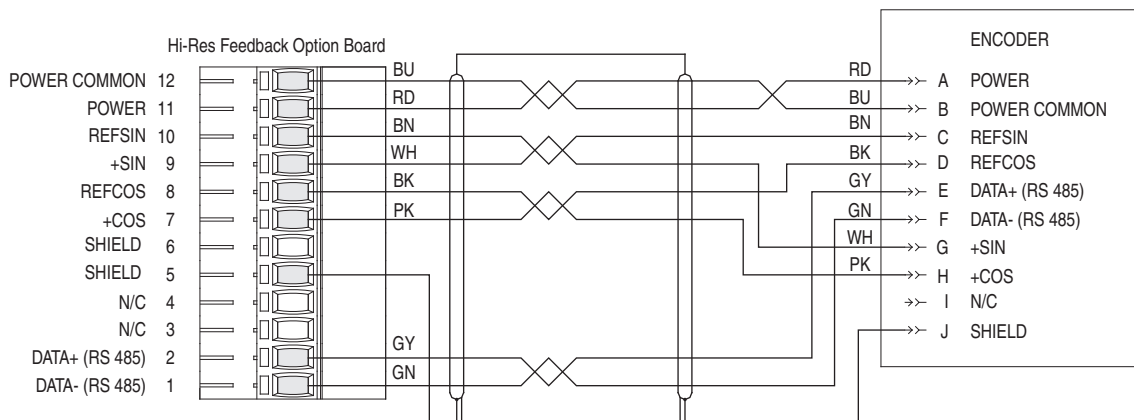 Hi-Res Feedback Option Board
POWER COMMON 12
POWER 11
REFSIN 10
+SIN 9
REFCOS 8
+COS 7
SHIELD 6
SHIELD 5
N/C 4
N/C 3
DATA+ (RS 485) 2
DATA- (RS 485) 1
BU
RD
BN
WH
BK
PK
GY
GN
RD
BU
BN
BK
GY
GN
WH
PK
ENCODER
A POWER
B POWER COMMON
C REFSIN
D REFCOS
E DATA+ (RS 485)
F DATA- (RS 485)
G +SIN
H +COS
I N/C
J SHIELD